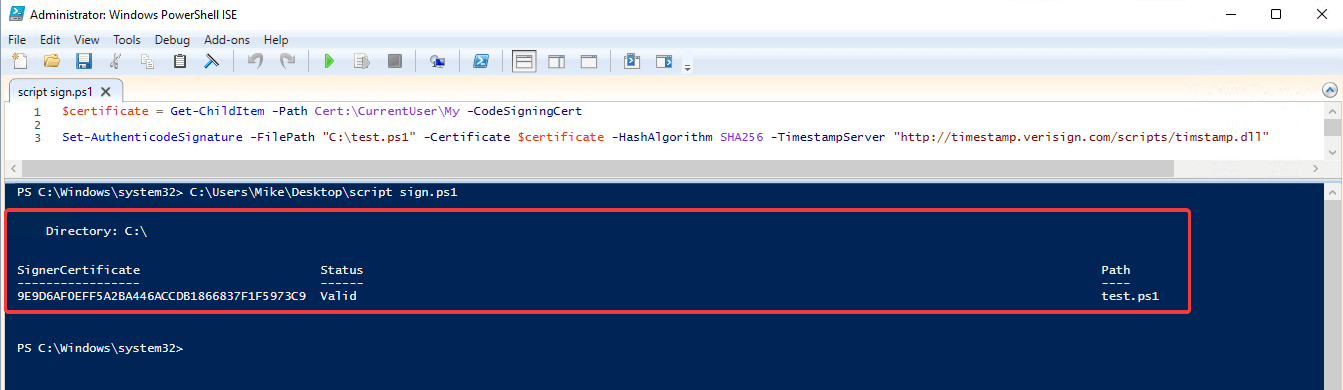 Administrator: Windows PowerShell ISE
File Edit View Tools Debug Add-ons Help
script sign.ps1
1 $certificate = Get-ChildItem -Path Cert:\CurrentUser\My -CodeSigningCert
2
3 Set-AuthenticodeSignature -FilePath "C:\test.ps1" -Certificate $certificate -HashAlgorithm SHA256 -TimestampServer "http://timestamp.verisign.com/scripts/timstamp.dll"
PS C:\Windows\system32> C:\Users\Mike\Desktop\script sign.ps1
Directory: C:\
SignerCertificate Status Path
----------------- ------ ----
9E9D6AF0EFF5A2BA446ACCDB1866837F1F5973C9 Valid test.ps1
PS C:\Windows\system32>